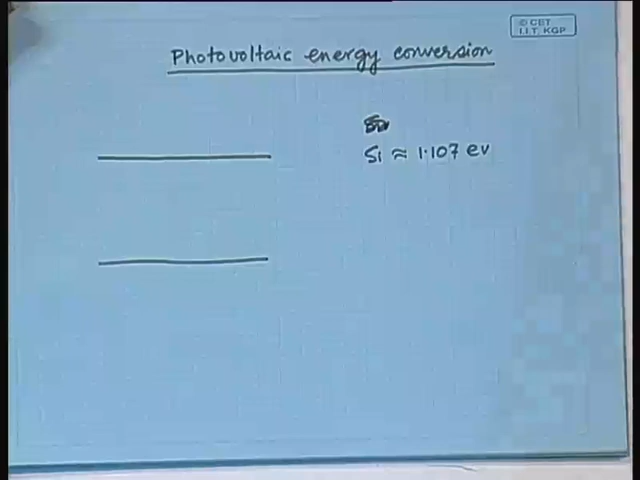 © CET
I.I.T. KGP
Photovoltaic energy conversion
Si ≈ 1.107 ev